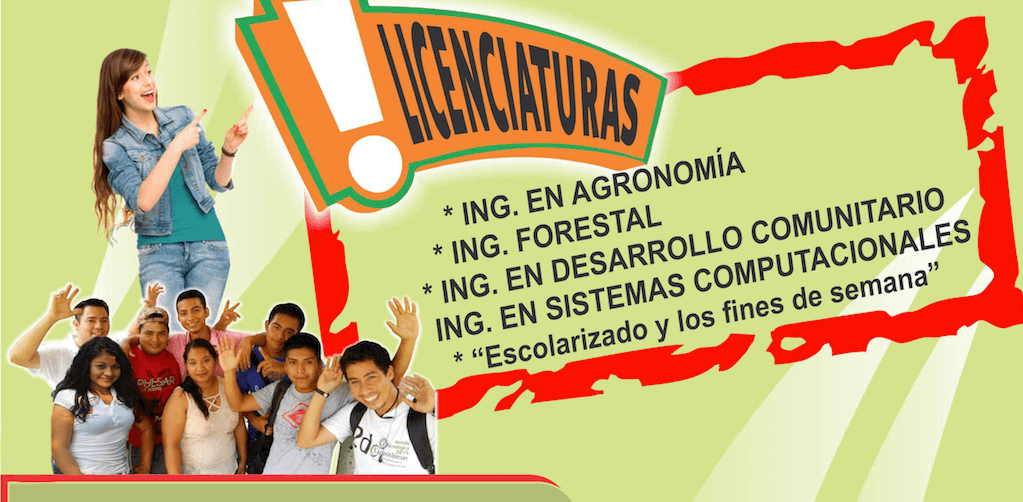 LICENCIATURAS
* ING. EN AGRONOMÍA
* ING. FORESTAL
* ING. EN DESARROLLO COMUNITARIO
ING. EN SISTEMAS COMPUTACIONALES
* “Escolarizado y los fines de semana”
PULSAR